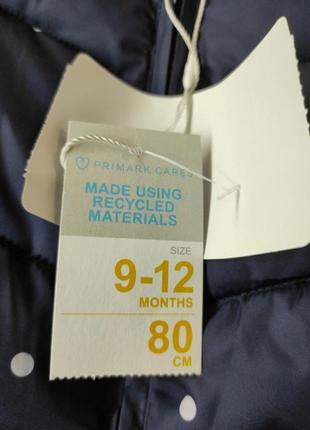 PRIMARK CARES
MADE USING
RECYCLED
MATERIALS
SIZE
9-12
MONTHS
80
CM